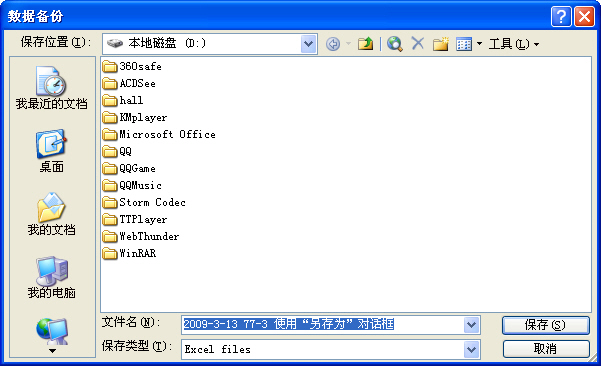 数据备份
保存位置(I):
本地磁盘 (D:)
工具(L)
我最近的文档
桌面
我的文档
我的电脑
360safe
ACDSee
hall
KMplayer
Microsoft Office
QQ
QQGame
QQMusic
Storm Codec
TTPlayer
WebThunder
WinRAR
文件名(N):
2009-3-13 77-3 使用“另存为”对话框
保存(S)
保存类型(T):
Excel files
取消